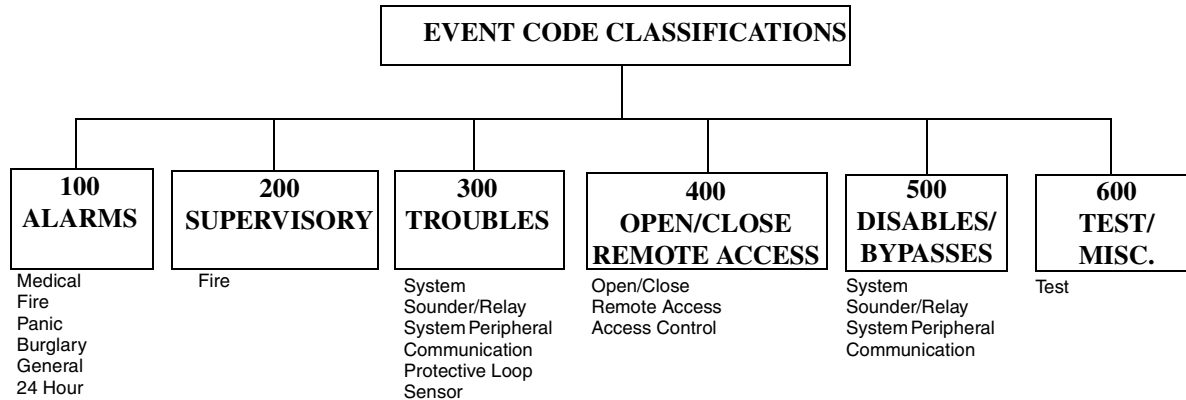 EVENT CODE CLASSIFICATIONS
100
ALARMS
Medical
Fire
Panic
Burglary
General
24 Hour
200
SUPERVISORY
Fire
300
TROUBLES
System
Sounder/Relay
System Peripheral
Communication
Protective Loop
Sensor
400
OPEN/CLOSE
REMOTE ACCESS
Open/Close
Remote Access
Access Control
500
DISABLES/
BYPASSES
System
Sounder/Relay
System Peripheral
Communication
600
TEST/
MISC.
Test